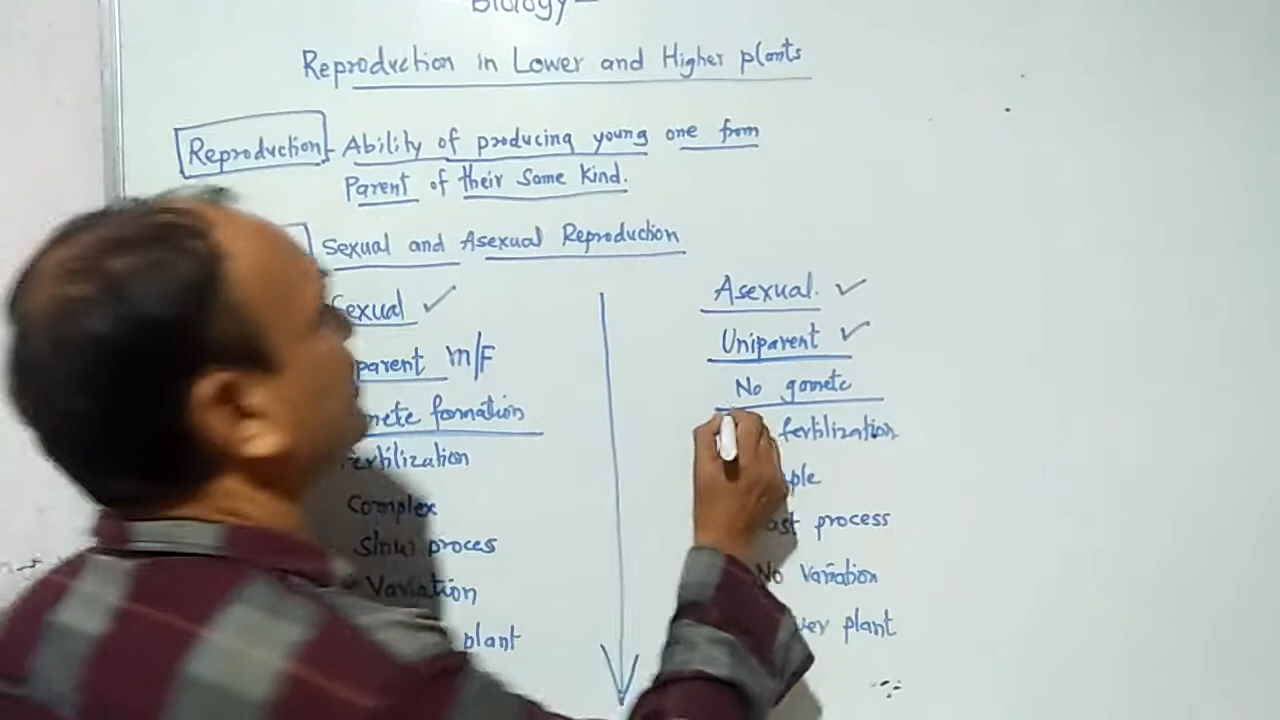 Biology
Reproduction in Lower and Higher plants
Reproduction - Ability of producing young one from
Parent of their Same Kind.
Sexual and Asexual Reproduction
Sexual ✓
parent M/F
formation
fertilization
Complex
Slow proces
Variation
plant
Asexual. ✓
Uniparent ✓
No gamete
fertilization
process
No Variation
plant